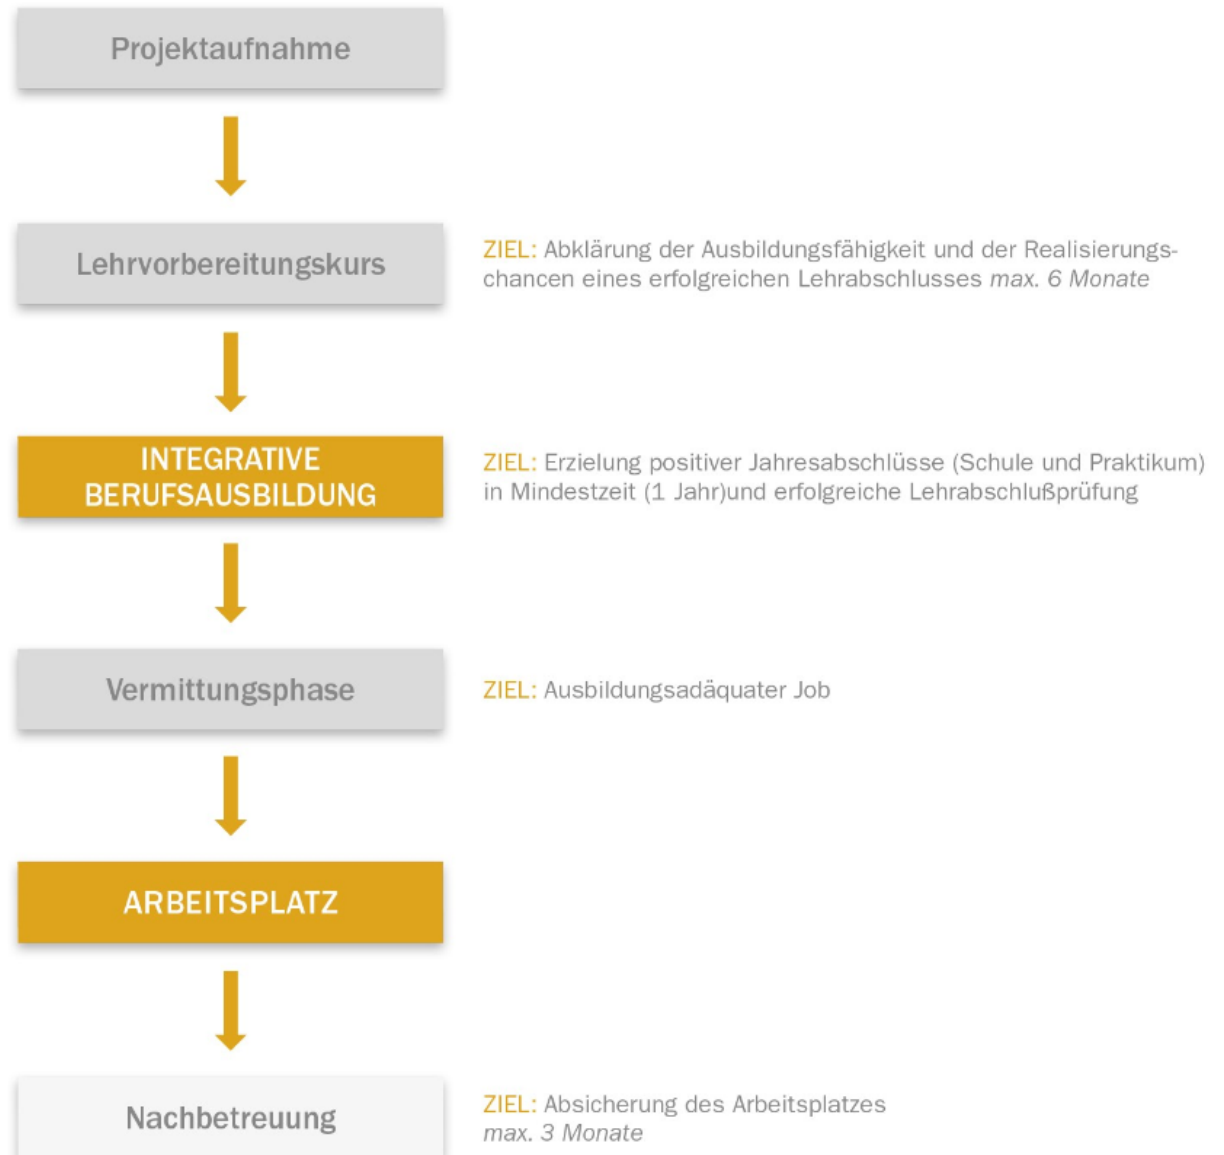 Projektaufnahme
Lehrvorbereitungskurs
ZIEL: Abklärung der Ausbildungsfähigkeit und der Realisierungs-
chancen eines erfolgreichen Lehrabschlusses max. 6 Monate
INTEGRATIVE
BERUFSAUSBILDUNG
ZIEL: Erzielung positiver Jahresabschlüsse (Schule und Praktikum)
in Mindestzeit (1 Jahr)und erfolgreiche Lehrabschlußprüfung
Vermittungsphase
ZIEL: Ausbildungsadäquater Job
ARBEITSPLATZ
Nachbetreuung
ZIEL: Absicherung des Arbeitsplatzes
max. 3 Monate